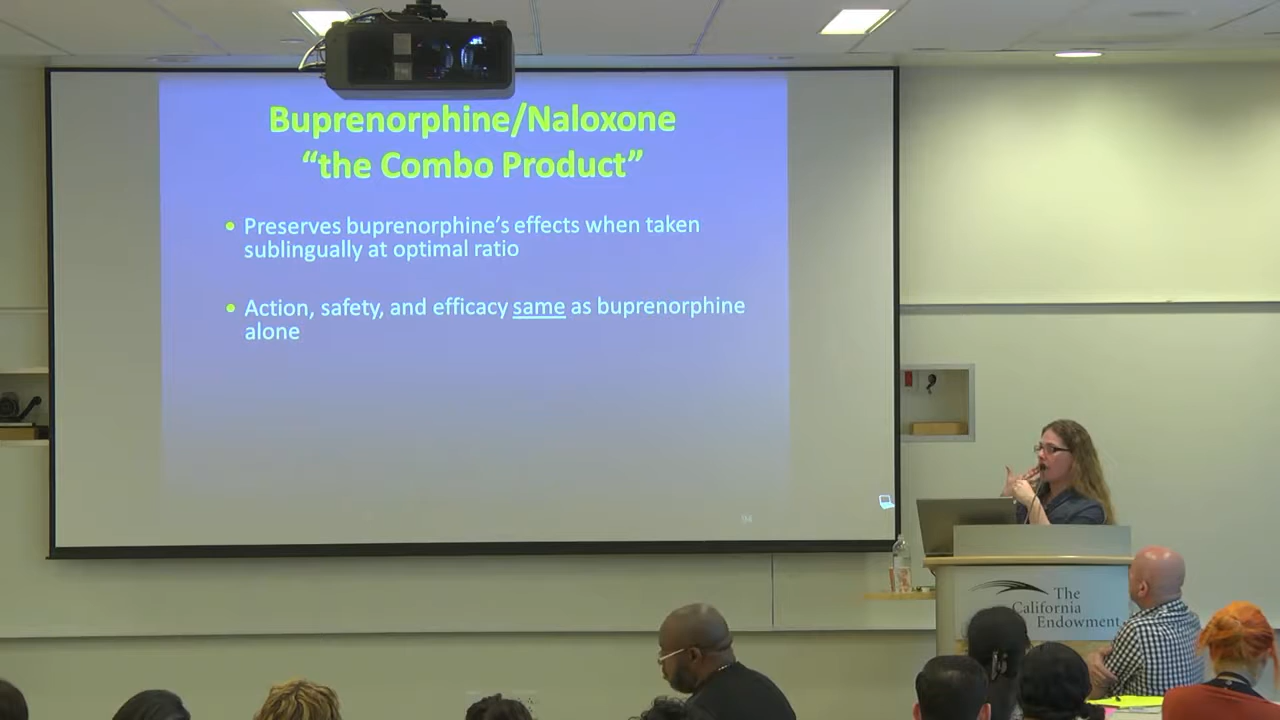 Buprenorphine/Naloxone
“the Combo Product”
• Preserves buprenorphine’s effects when taken
sublingually at optimal ratio
• Action, safety, and efficacy same as buprenorphine
alone
94
The
California
Endowment